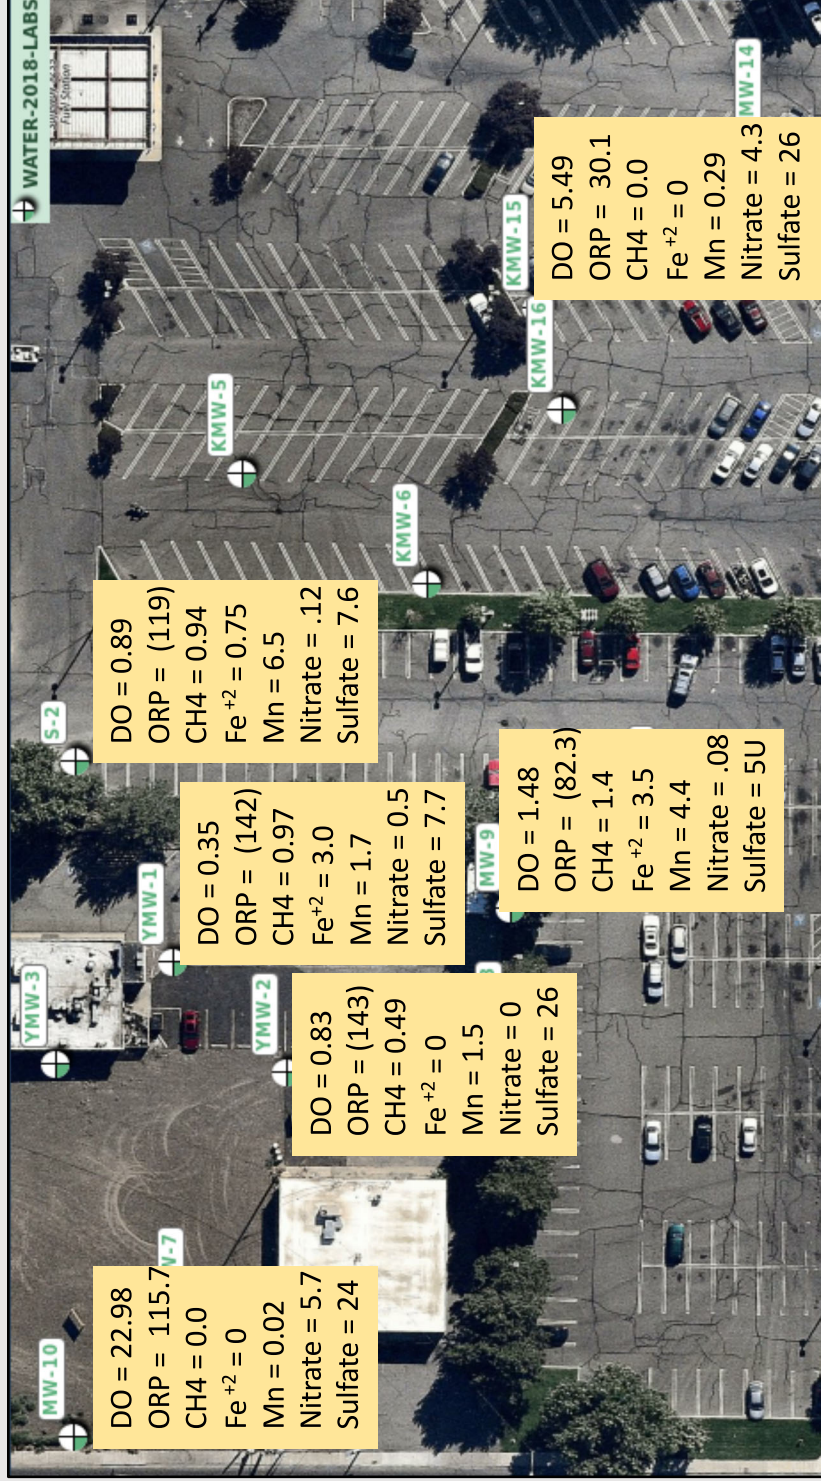 WATER-2018-LABS
Fuel Station
MW-14
KMW-15
KMW-16
KMW-5
KMW-6
DO = 5.49
ORP = 30.1
CH4 = 0.0
Fe+2 = 0
Mn = 0.29
Nitrate = 4.3
Sulfate = 26
S-2
DO = 0.89
ORP = (119)
CH4 = 0.94
Fe+2 = 0.75
Mn = 6.5
Nitrate = .12
Sulfate = 7.6
YMW-1
DO = 0.35
ORP = (142)
CH4 = 0.97
Fe+2 = 3.0
Mn = 1.7
Nitrate = 0.5
Sulfate = 7.7
MW-9
DO = 1.48
ORP = (82.3)
CH4 = 1.4
Fe+2 = 3.5
Mn = 4.4
Nitrate = .08
Sulfate = 5U
YMW-3
YMW-2
DO = 0.83
ORP = (143)
CH4 = 0.49
Fe+2 = 0
Mn = 1.5
Nitrate = 0
Sulfate = 26
MW-10
DO = 22.98
ORP = 115.7
CH4 = 0.0
Fe+2 = 0
Mn = 0.02
Nitrate = 5.7
Sulfate = 24